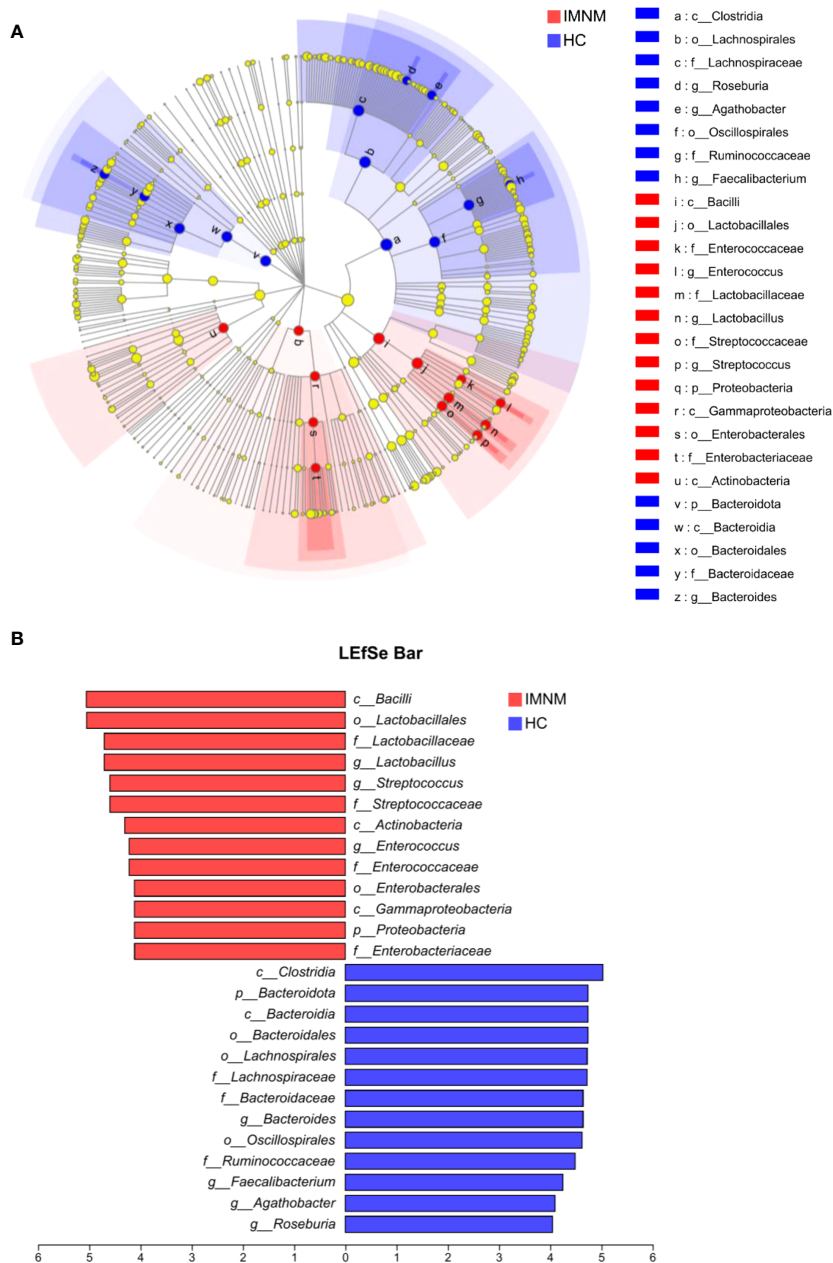 A
IMNM
HC
a : c__Clostridia
b : o__Lachnospirales
c : f__Lachnospiraceae
d : g__Roseburia
e : g__Agathobacter
f : o__Oscillospirales
g : f__Ruminococcaceae
h : g__Faecalibacterium
i : c__Bacilli
j : o__Lactobacillales
k : f__Enterococcaceae
l : g__Enterococcus
m : f__Lactobacillaceae
n : g__Lactobacillus
o : f__Streptococcaceae
p : g__Streptococcus
q : p__Proteobacteria
r : c__Gammaproteobacteria
s : o__Enterobacterales
t : f__Enterobacteriaceae
u : c__Actinobacteria
v : p__Bacteroidota
w : c__Bacteroidia
x : o__Bacteroidales
y : f__Bacteroidaceae
z : g__Bacteroides
d
e
c
b
h
g
a
f
z
y
x
w
v
u
q
i
j
r
k
l
m
o
n
p
s
t
B
LEfSe Bar
IMNM
HC
c__Bacilli
o__Lactobacillales
f__Lactobacillaceae
g__Lactobacillus
g__Streptococcus
f__Streptococcaceae
c__Actinobacteria
g__Enterococcus
f__Enterococcaceae
o__Enterobacterales
c__Gammaproteobacteria
p__Proteobacteria
f__Enterobacteriaceae
c__Clostridia
p__Bacteroidota
c__Bacteroidia
o__Bacteroidales
o__Lachnospirales
f__Lachnospiraceae
f__Bacteroidaceae
g__Bacteroides
o__Oscillospirales
f__Ruminococcaceae
g__Faecalibacterium
g__Agathobacter
g__Roseburia
6 5 4 3 2 1 0 1 2 3 4 5 6